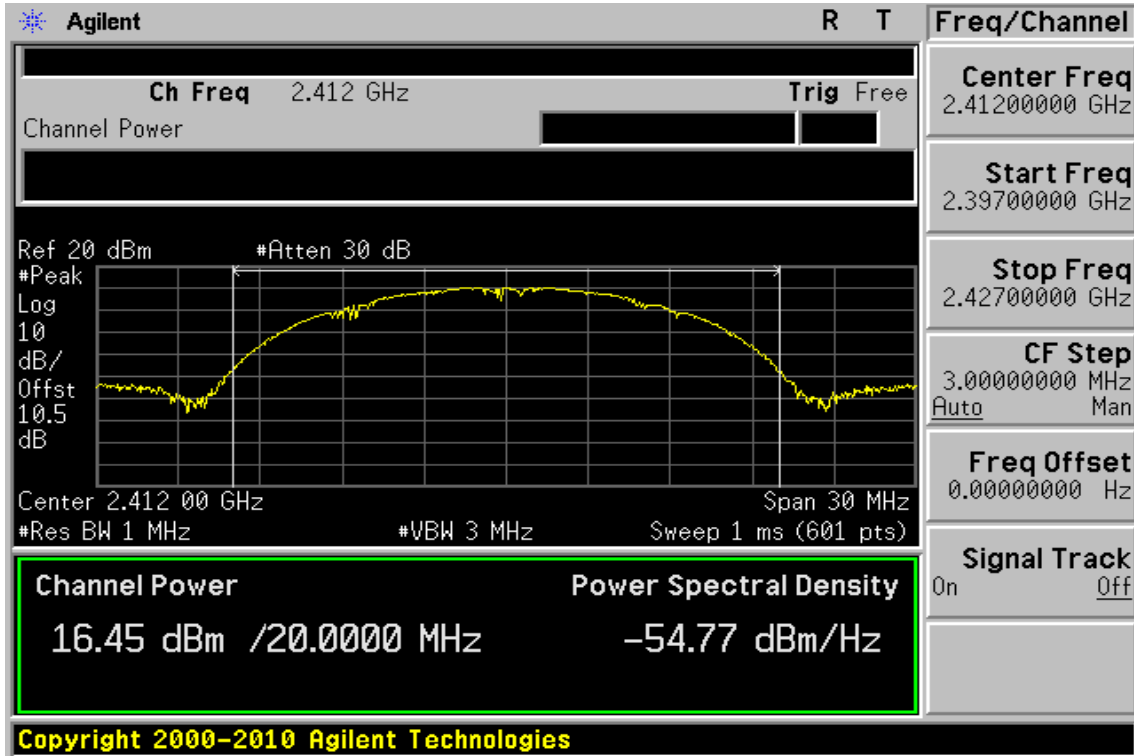 Agilent R T Freq/Channel
Ch Freq 2.412 GHz Trig Free
Channel Power
Center Freq
2.41200000 GHz
Start Freq
2.39700000 GHz
Stop Freq
2.42700000 GHz
CF Step
3.00000000 MHz
Auto Man
Freq Offset
0.00000000 Hz
Signal Track
On Off
Ref 20 dBm #Atten 30 dB
#Peak
Log
10
dB/
Offst
10.5
dB
Center 2.412 00 GHz Span 30 MHz
#Res BW 1 MHz #VBW 3 MHz Sweep 1 ms (601 pts)
Channel Power Power Spectral Density
16.45 dBm /20.0000 MHz -54.77 dBm/Hz
Copyright 2000-2010 Agilent Technologies